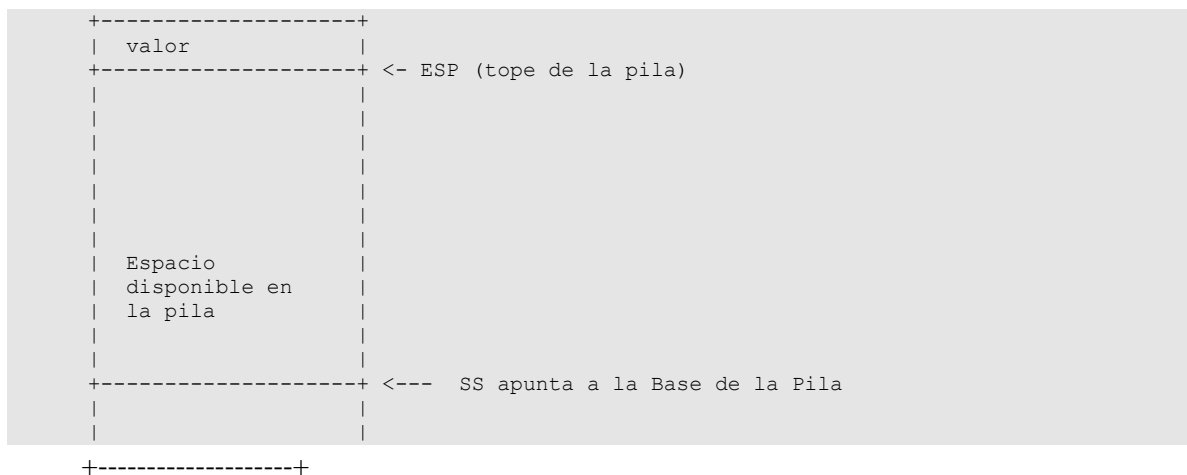 +--------------------+
|  valor             |
+--------------------+ <- ESP (tope de la pila)
|                    |
|                    |
|                    |
|                    |
|                    |
|                    |
|                    |
|  Espacio           |
|  disponible en     |
|  la pila           |
|                    |
|                    |
+--------------------+ <---  SS apunta a la Base de la Pila
|                    |
|                    |
+--------------------+